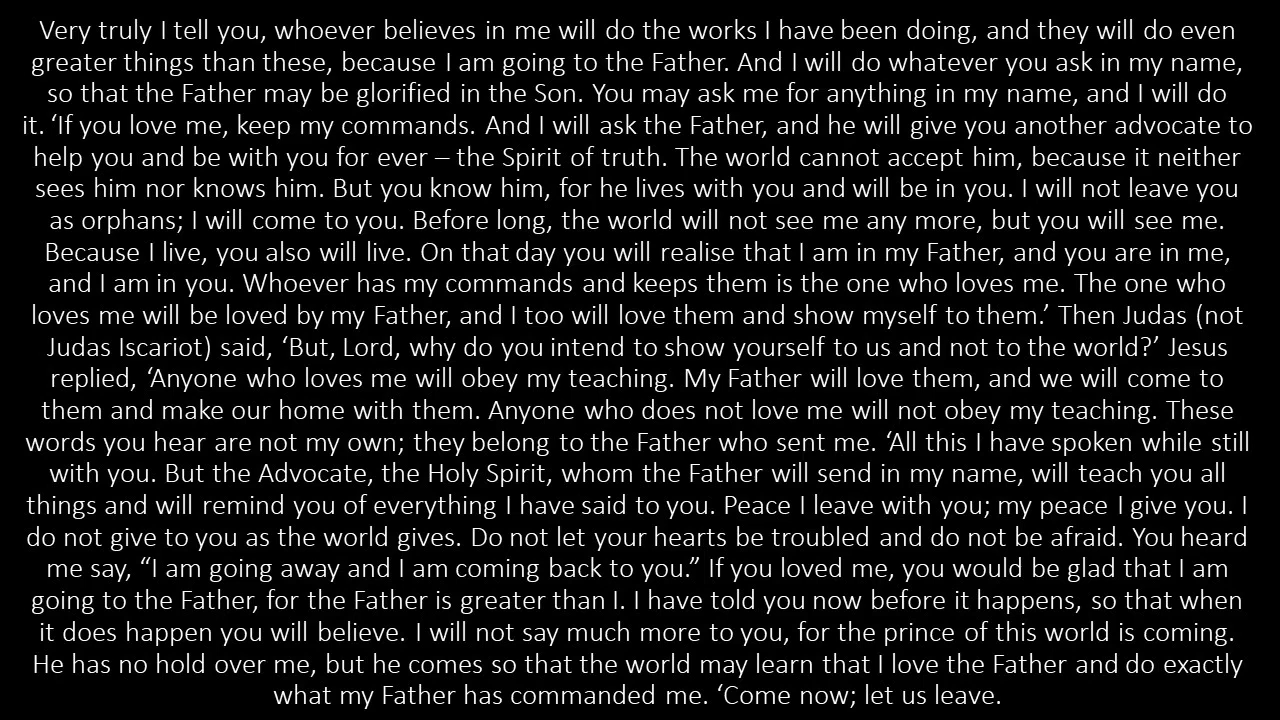 Very truly I tell you, whoever believes in me will do the works I have been doing, and they will do even
greater things than these, because I am going to the Father. And I will do whatever you ask in my name,
so that the Father may be glorified in the Son. You may ask me for anything in my name, and I will do
it. ‘If you love me, keep my commands. And I will ask the Father, and he will give you another advocate to
help you and be with you for ever – the Spirit of truth. The world cannot accept him, because it neither
sees him nor knows him. But you know him, for he lives with you and will be in you. I will not leave you
as orphans; I will come to you. Before long, the world will not see me any more, but you will see me.
Because I live, you also will live. On that day you will realise that I am in my Father, and you are in me,
and I am in you. Whoever has my commands and keeps them is the one who loves me. The one who
loves me will be loved by my Father, and I too will love them and show myself to them.’ Then Judas (not
Judas Iscariot) said, ‘But, Lord, why do you intend to show yourself to us and not to the world?’ Jesus
replied, ‘Anyone who loves me will obey my teaching. My Father will love them, and we will come to
them and make our home with them. Anyone who does not love me will not obey my teaching. These
words you hear are not my own; they belong to the Father who sent me. ‘All this I have spoken while still
with you. But the Advocate, the Holy Spirit, whom the Father will send in my name, will teach you all
things and will remind you of everything I have said to you. Peace I leave with you; my peace I give you. I
do not give to you as the world gives. Do not let your hearts be troubled and do not be afraid. You heard
me say, “I am going away and I am coming back to you.” If you loved me, you would be glad that I am
going to the Father, for the Father is greater than I. I have told you now before it happens, so that when
it does happen you will believe. I will not say much more to you, for the prince of this world is coming.
He has no hold over me, but he comes so that the world may learn that I love the Father and do exactly
what my Father has commanded me. ‘Come now; let us leave.